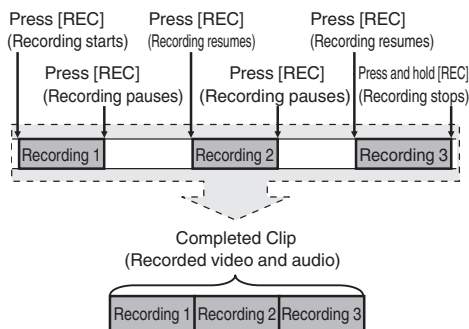 Press [REC]
(Recording starts)
Press [REC]
(Recording resumes)
Press [REC]
(Recording resumes)
Press [REC]
(Recording pauses)
Press [REC]
(Recording pauses)
Press and hold [REC]
(Recording stops)
Recording 1
Recording 2
Recording 3
Completed Clip
(Recorded video and audio)
Recording 1
Recording 2
Recording 3